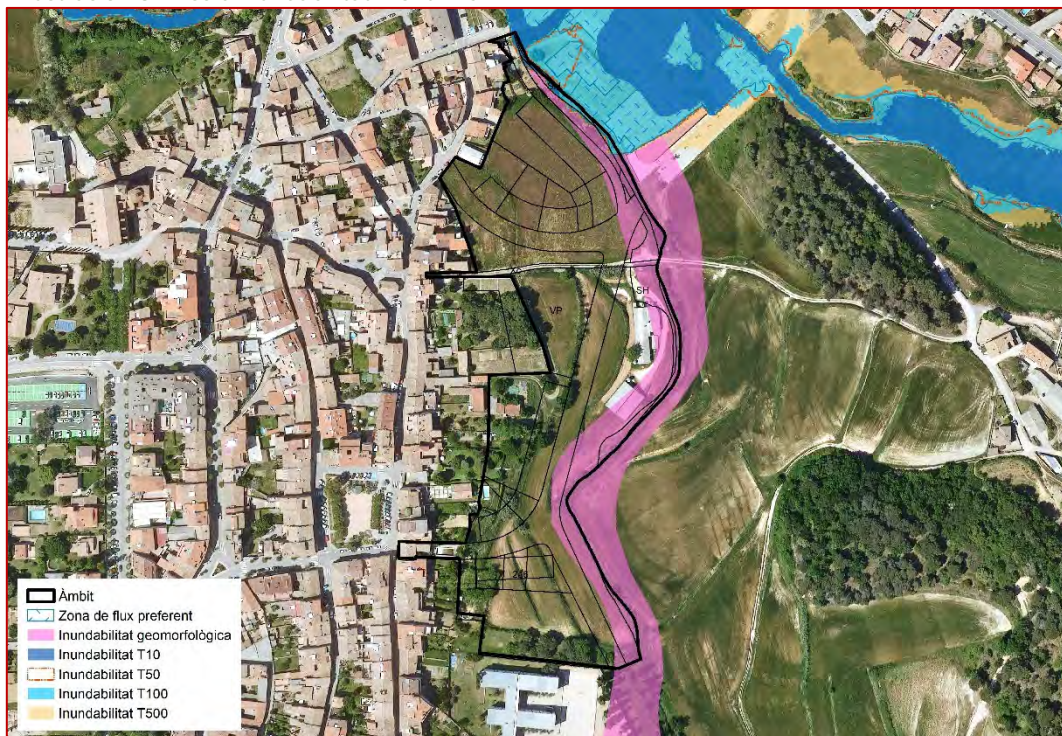 VP
SH
Àmbit
Zona de flux preferent
Inundabilitat geomorfològica
Inundabilitat T10
Inundabilitat T50
Inundabilitat T100
Inundabilitat T500